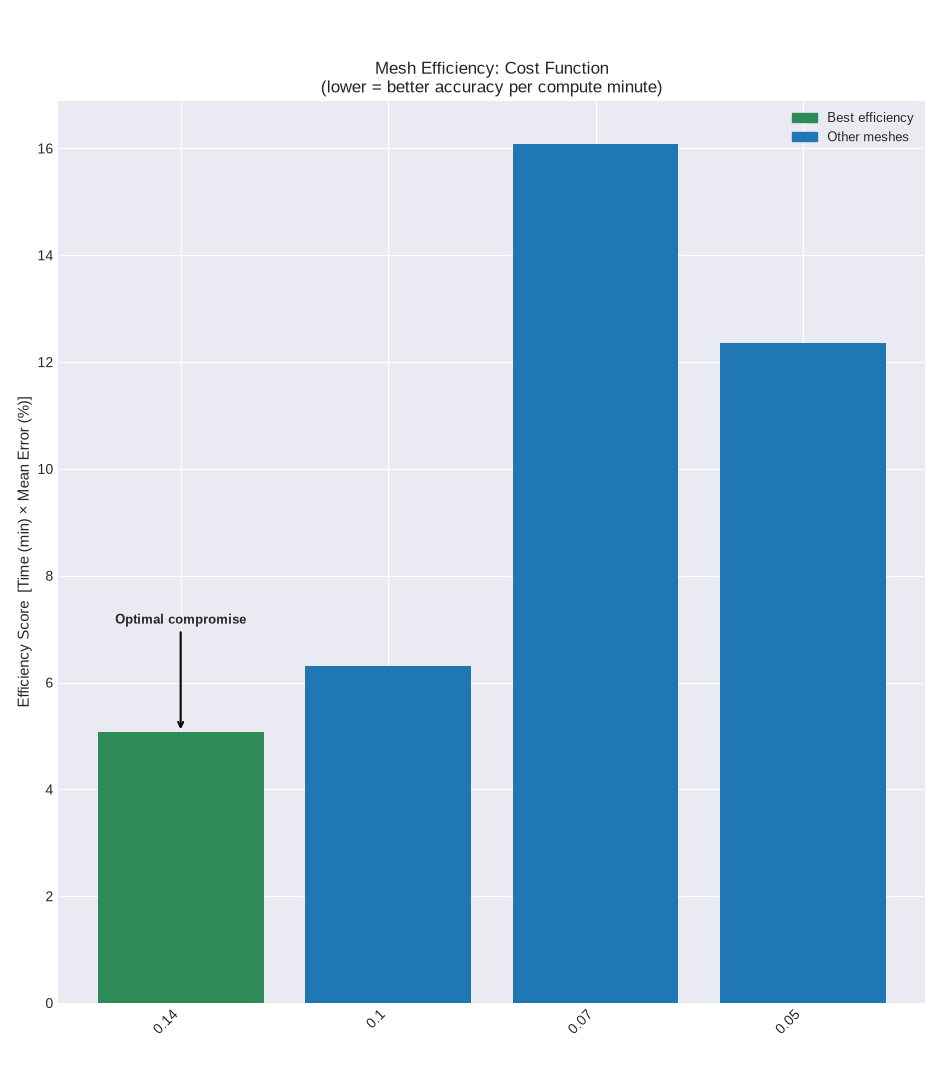 Mesh Efficiency: Cost Function
(lower = better accuracy per compute minute)
Best efficiency
Other meshes
Efficiency Score  [Time (min) × Mean Error (%)]
16
14
12
10
8
6
4
2
0
Optimal compromise
0.14
0.1
0.07
0.05